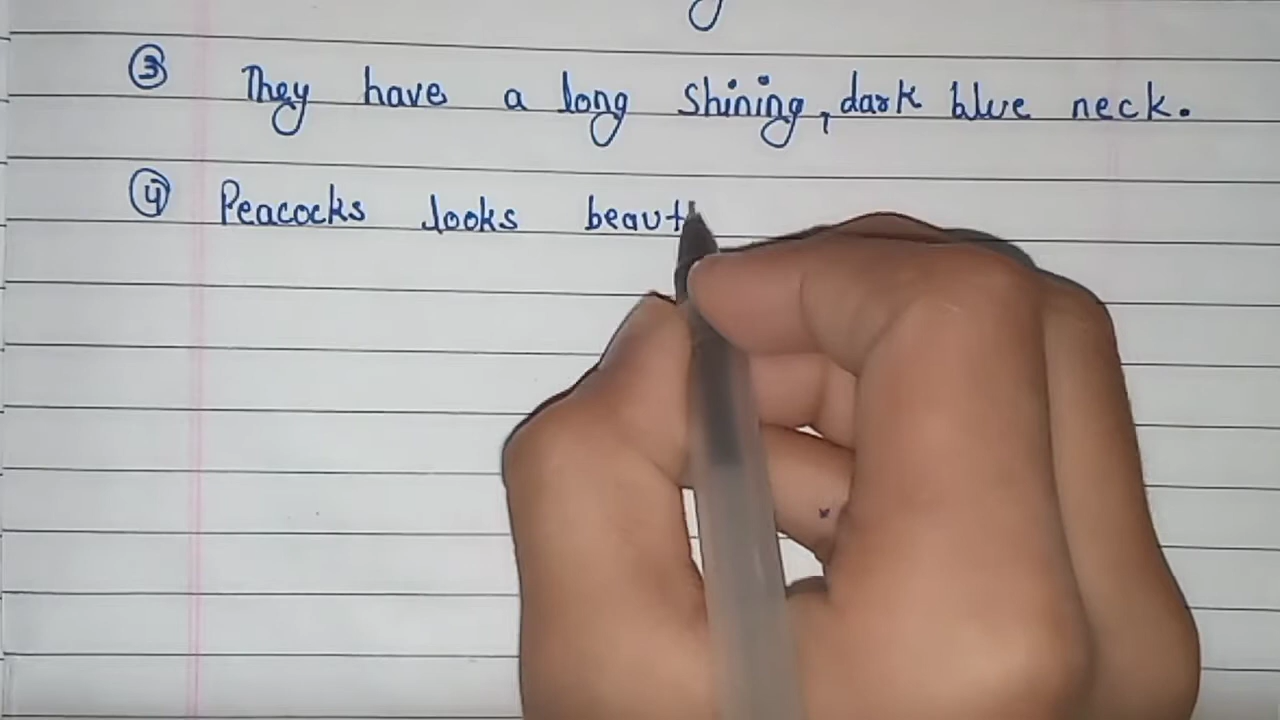 ③ They have a long Shining, dark blue neck.
④ Peacocks looks beaut